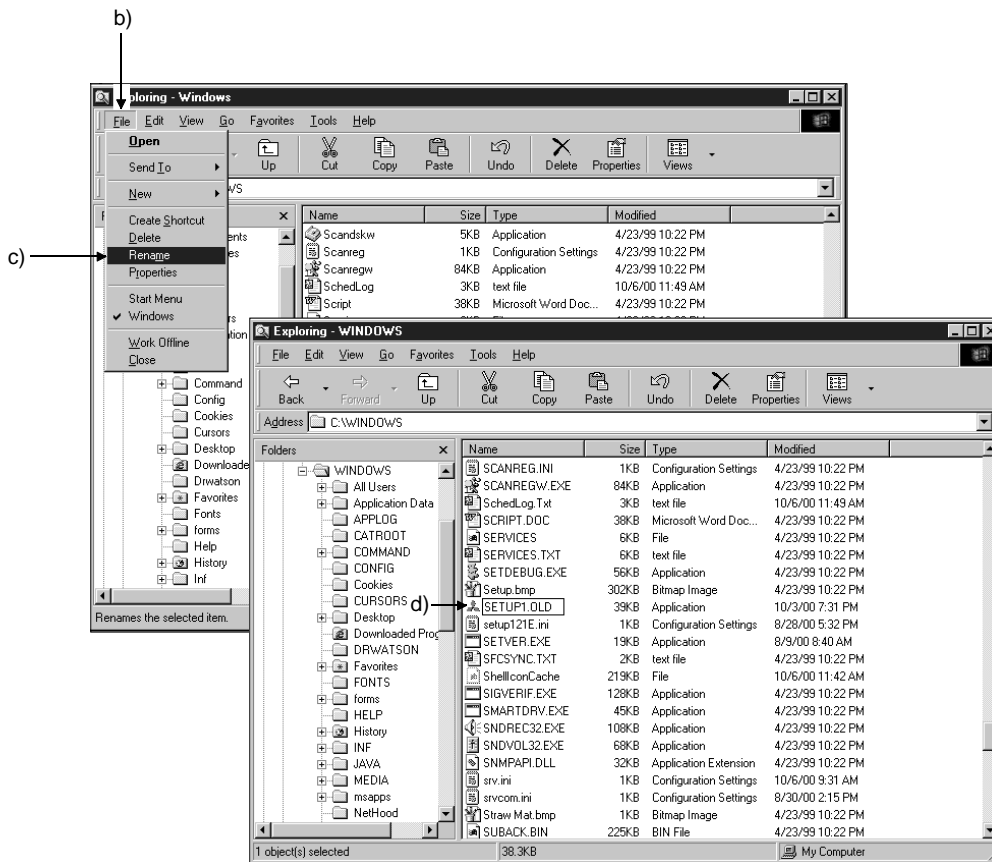 b)
Exploring - Windows
File Edit View Go Favorites Tools Help
Open
Send To
New
Create Shortcut
Delete
Rename
Properties
Start Menu
Windows
Work Offline
Close
c)
Up Cut Copy Paste Undo Delete Properties Views
Name Size Type Modified
Scandskw 5KB Application 4/23/99 10:22 PM
Scanreg 1KB Configuration Settings 4/23/99 10:22 PM
Scanregw 84KB Application 4/23/99 10:22 PM
SchedLog 3KB text file 10/6/00 11:49 AM
Script 38KB Microsoft Word Doc... 4/23/99 10:22 PM
Command
Config
Cookies
Cursors
Desktop
Downloade
Drwatson
Favorites
Fonts
forms
Help
History
Inf
Renames the selected item.
Exploring - WINDOWS
File Edit View Go Favorites Tools Help
Back Forward Up Cut Copy Paste Undo Delete Properties Views
Address C:\WINDOWS
Folders
WINDOWS
All Users
Application Data
APPLOG
CATROOT
COMMAND
CONFIG
Cookies
CURSORS
Desktop
Downloaded Prog
DRWATSON
Favorites
FONTS
forms
HELP
History
INF
JAVA
MEDIA
msapps
NetHood
d)
Name Size Type Modified
SCANREG.INI 1KB Configuration Settings 4/23/99 10:22 PM
SCANREGW.EXE 84KB Application 4/23/99 10:22 PM
SchedLog.Txt 3KB text file 10/6/00 11:49 AM
SCRIPT.DOC 38KB Microsoft Word Doc... 4/23/99 10:22 PM
SERVICES 6KB File 4/23/99 10:22 PM
SERVICES.TXT 6KB text file 4/23/99 10:22 PM
SETDEBUG.EXE 56KB Application 4/23/99 10:22 PM
Setup.bmp 302KB Bitmap Image 4/23/99 10:22 PM
SETUP1.OLD 39KB Application 10/3/00 7:31 PM
setup121E.ini 1KB Configuration Settings 8/28/00 5:32 PM
SETVER.EXE 19KB Application 8/9/00 8:40 AM
SFCSYNC.TXT 2KB text file 4/23/99 10:22 PM
ShellIconCache 219KB File 10/6/00 11:42 AM
SIGVERIF.EXE 128KB Application 4/23/99 10:22 PM
SMARTDRV.EXE 45KB Application 4/23/99 10:22 PM
SNDREC32.EXE 108KB Application 4/23/99 10:22 PM
SNDVOL32.EXE 68KB Application 4/23/99 10:22 PM
SNMPAPI.DLL 32KB Application Extension 4/23/99 10:22 PM
srv.ini 1KB Configuration Settings 10/6/00 9:31 AM
srvcom.ini 1KB Configuration Settings 8/30/00 2:15 PM
Straw Mat.bmp 1KB Bitmap Image 4/23/99 10:22 PM
SUBACK.BIN 225KB BIN File 4/23/99 10:22 PM
1 object(s) selected 38.3KB My Computer